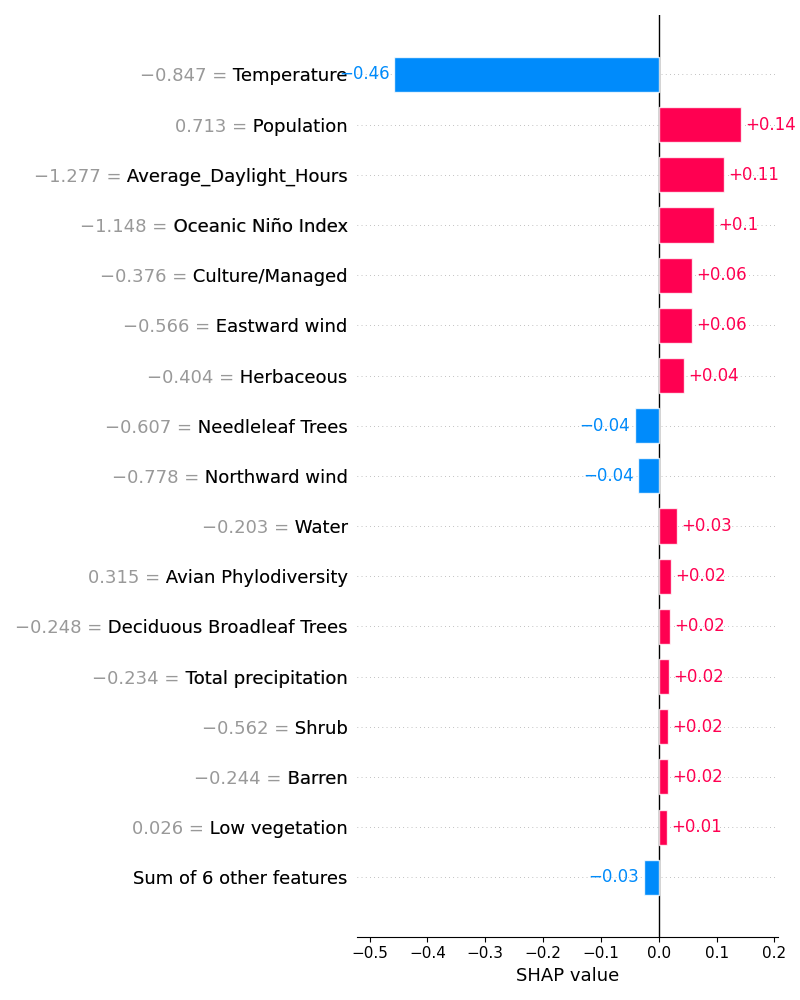 −0.847 = Temperature −0.46
0.713 = Population +0.14
−1.277 = Average_Daylight_Hours +0.11
−1.148 = Oceanic Niño Index +0.1
−0.376 = Culture/Managed +0.06
−0.566 = Eastward wind +0.06
−0.404 = Herbaceous +0.04
−0.607 = Needleleaf Trees −0.04
−0.778 = Northward wind −0.04
−0.203 = Water +0.03
0.315 = Avian Phylodiversity +0.02
−0.248 = Deciduous Broadleaf Trees +0.02
−0.234 = Total precipitation +0.02
−0.562 = Shrub +0.02
−0.244 = Barren +0.02
0.026 = Low vegetation +0.01
Sum of 6 other features −0.03
−0.5 −0.4 −0.3 −0.2 −0.1 0.0 0.1 0.2
SHAP value